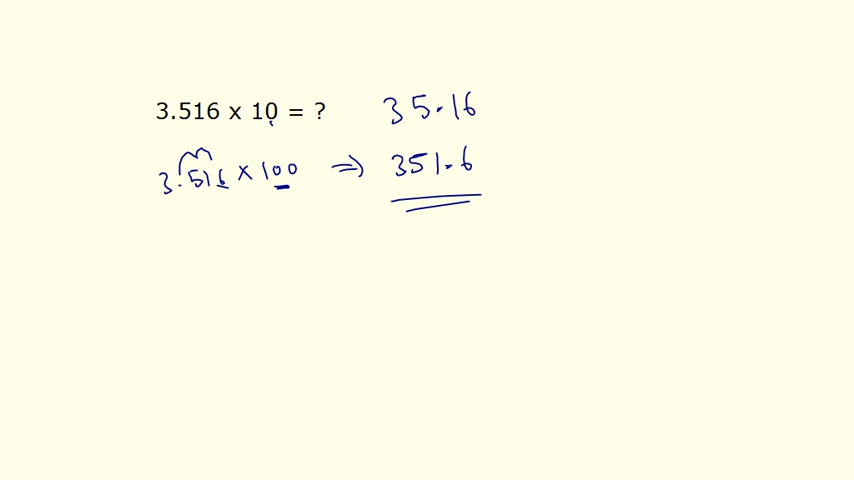 3.516 x 10 = ? 35.16
3.516 x 100 ⇒ 351.6